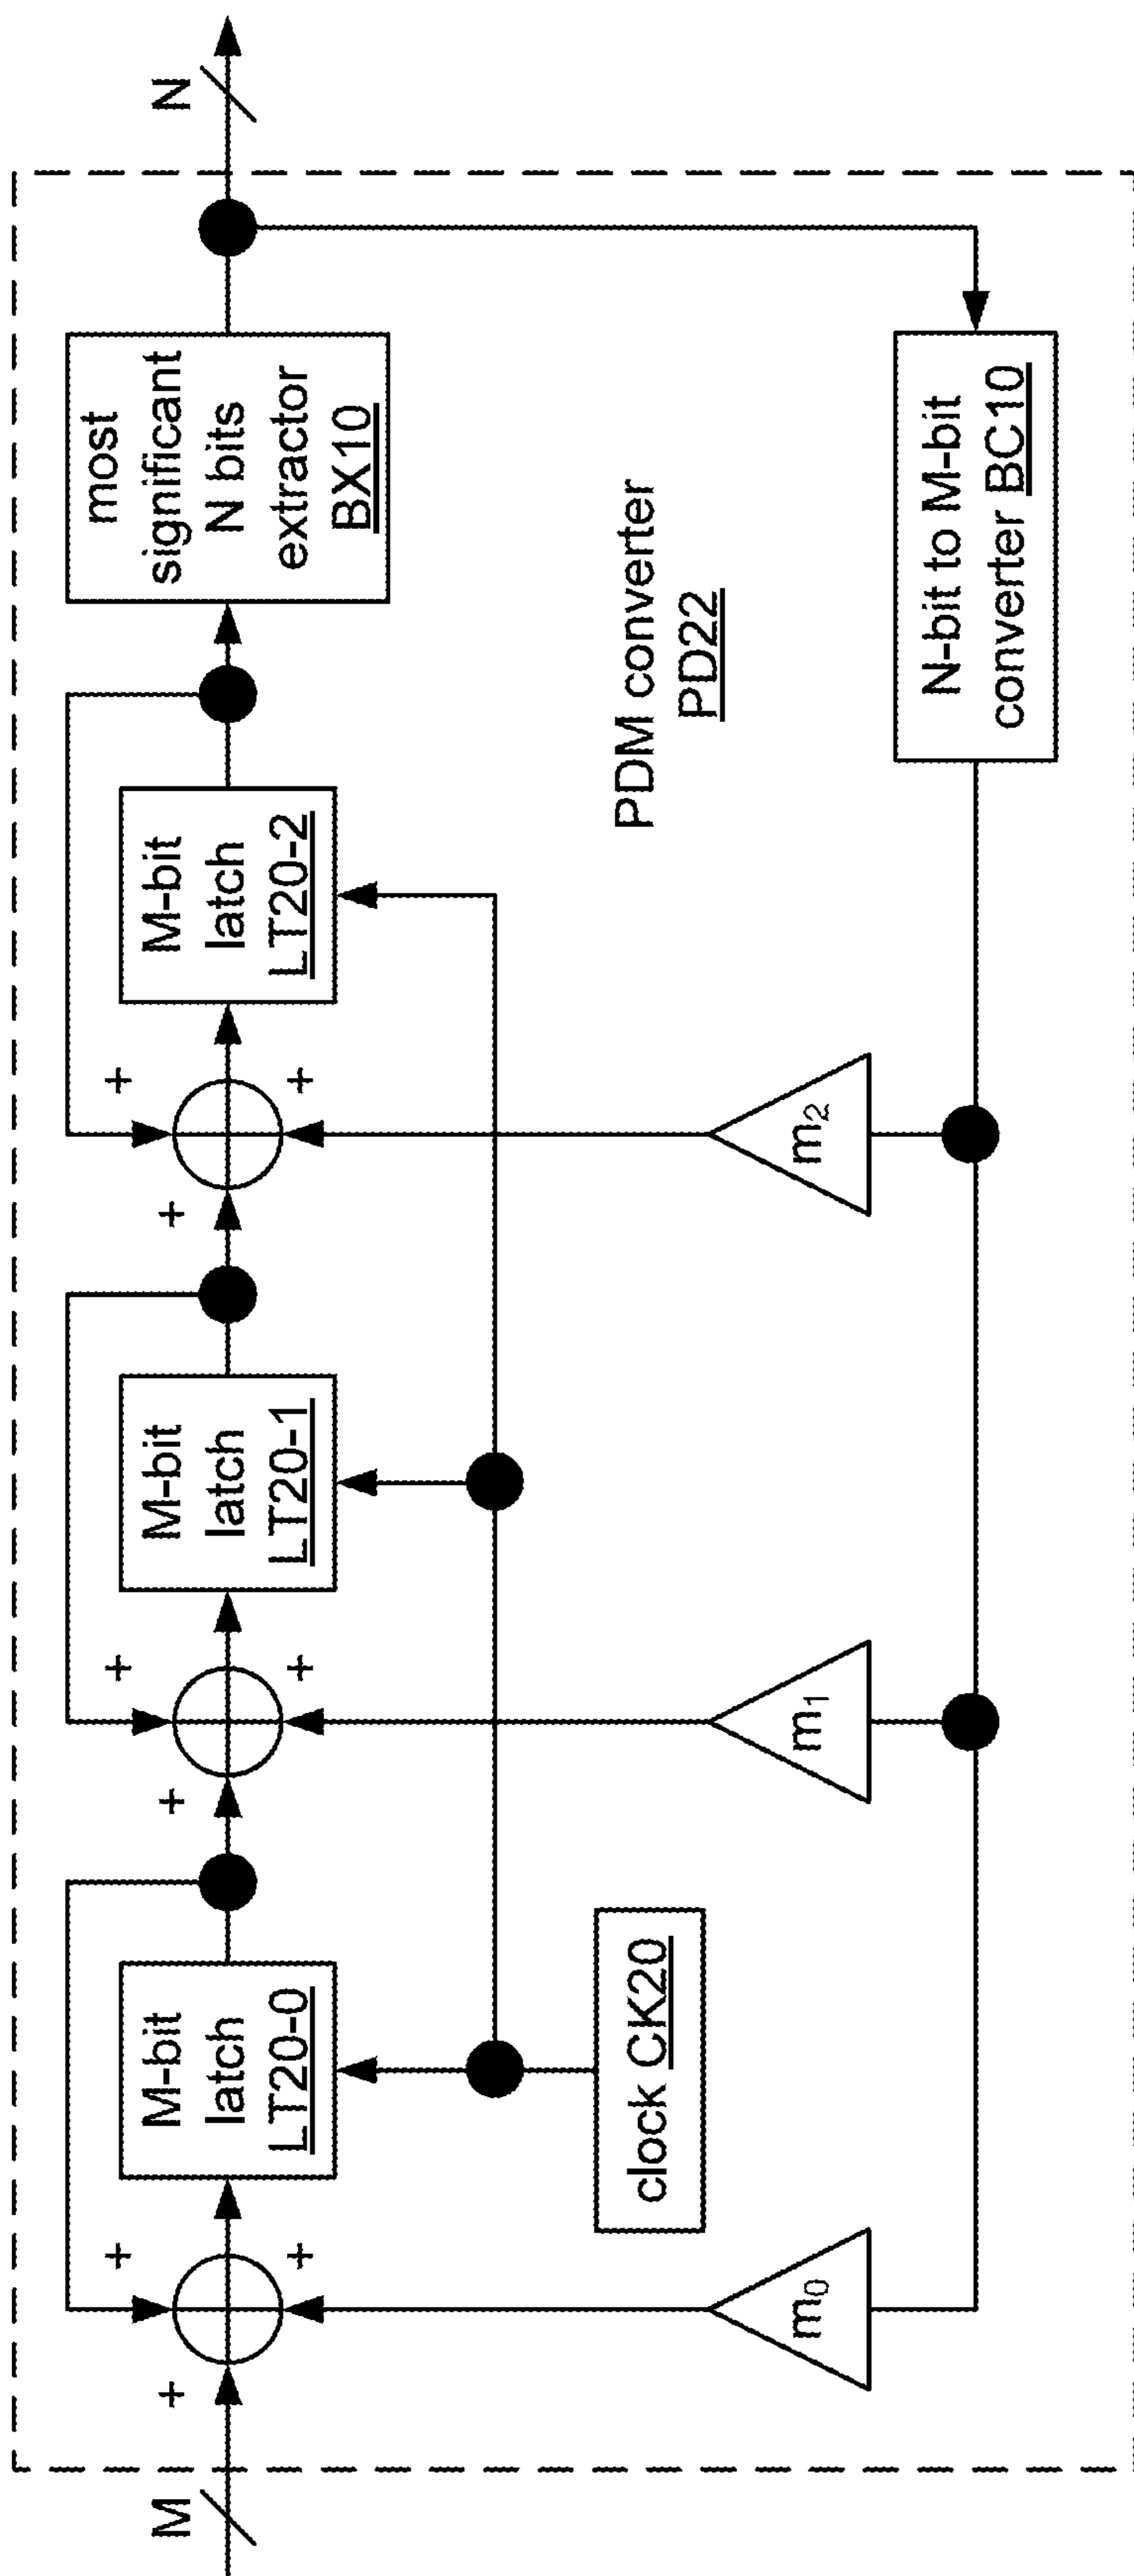 M
+
+
+
M-bit
latch
LT20-0
+
+
+
M-bit
latch
LT20-1
+
+
+
M-bit
latch
LT20-2
most
significant
N bits
extractor
BX10
N
clock CK20
PDM converter
PD22
m₀
m₁
m₂
N-bit to M-bit
converter BC10